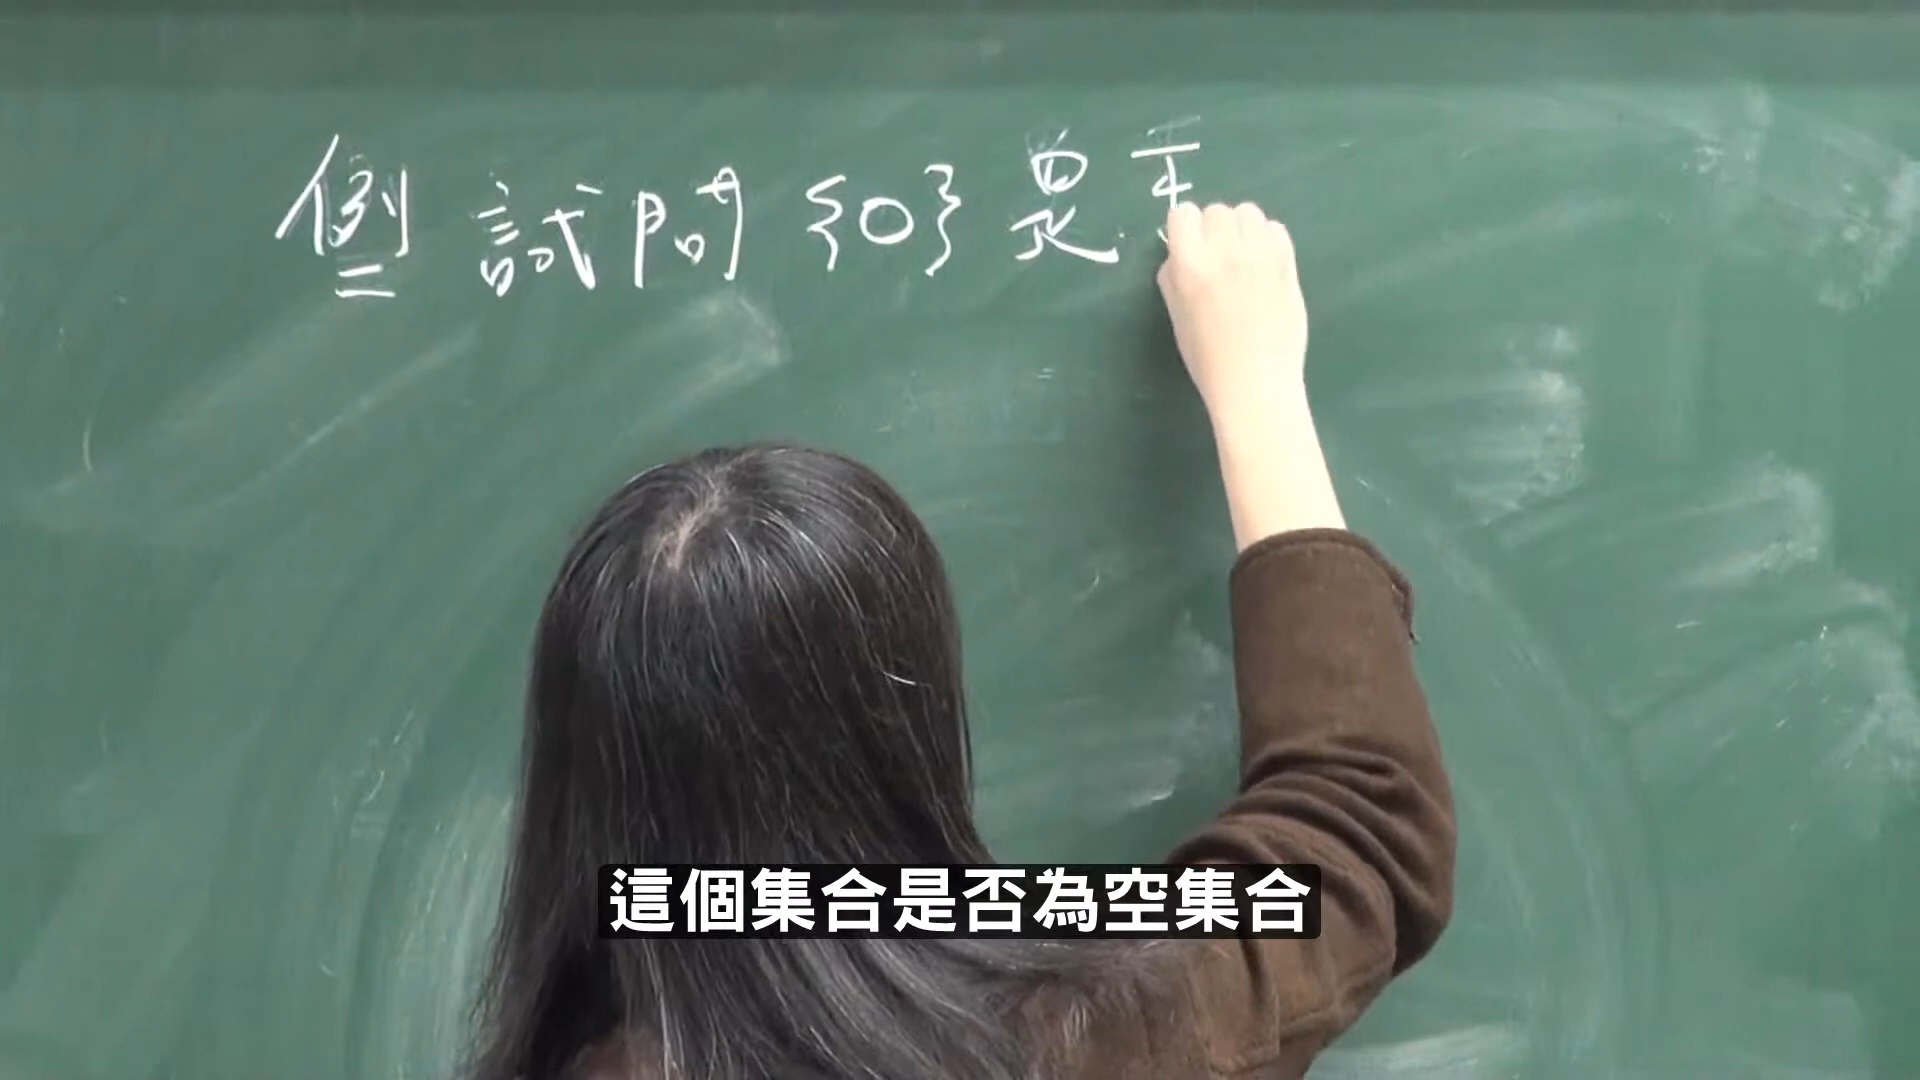 例 試問 {0} 是
二
這個集合是否為空集合